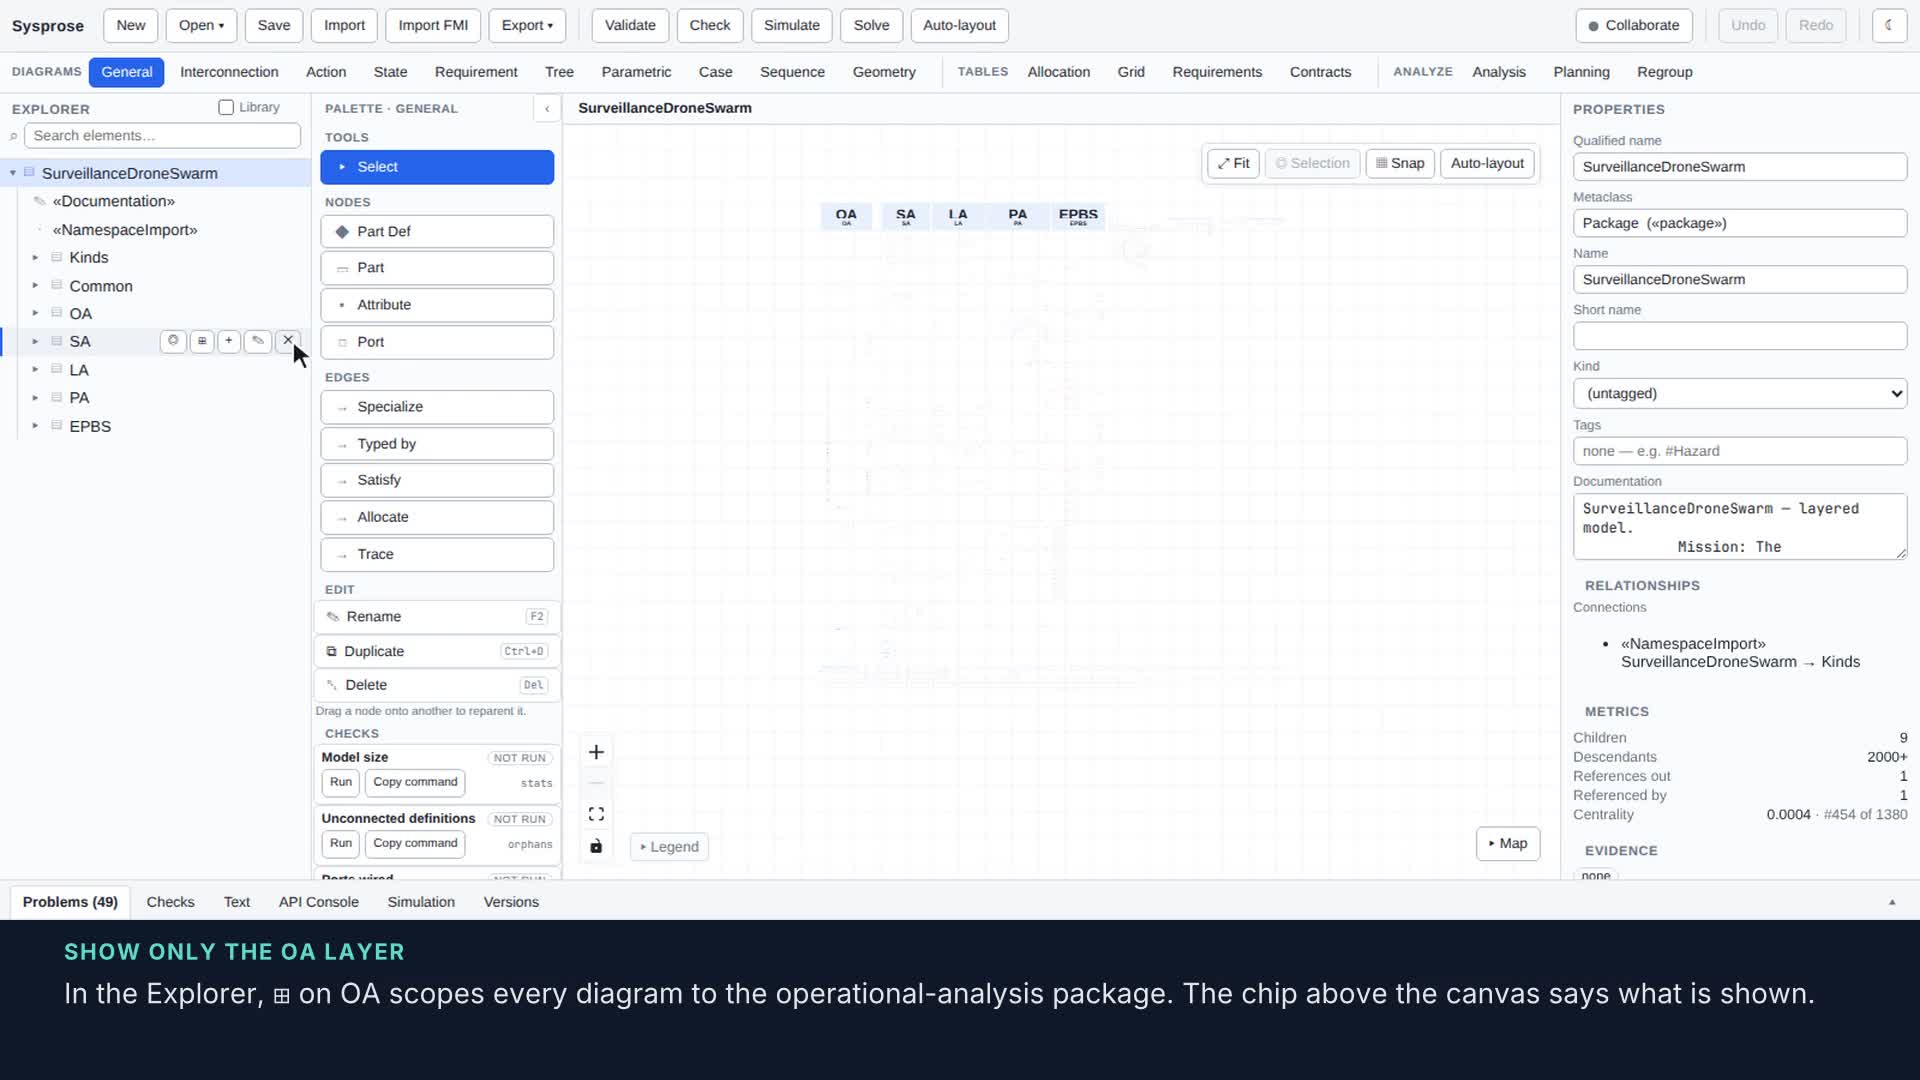 Sysprose New Open ▾ Save Import Import FMI Export ▾ Validate Check Simulate Solve Auto-layout Collaborate Undo Redo
DIAGRAMS General Interconnection Action State Requirement Tree Parametric Case Sequence Geometry TABLES Allocation Grid Requirements Contracts ANALYZE Analysis Planning Regroup
EXPLORER Library
Search elements…
SurveillanceDroneSwarm
«Documentation»
«NamespaceImport»
Kinds
Common
OA
SA
LA
PA
EPBS
PALETTE · GENERAL
TOOLS
Select
NODES
Part Def
Part
Attribute
Port
EDGES
→ Specialize
→ Typed by
→ Satisfy
→ Allocate
→ Trace
EDIT
Rename F2
Duplicate Ctrl+D
Delete Del
Drag a node onto another to reparent it.
CHECKS
Model size NOT RUN
Run Copy command stats
Unconnected definitions NOT RUN
Run Copy command orphans
Ports wired NOT RUN
SurveillanceDroneSwarm
Fit Selection Snap Auto-layout
OA SA LA PA EPBS
OA SA LA PA EPBS
Legend
Map
PROPERTIES
Qualified name
SurveillanceDroneSwarm
Metaclass
Package («package»)
Name
SurveillanceDroneSwarm
Short name
Kind
(untagged)
Tags
none — e.g. #Hazard
Documentation
SurveillanceDroneSwarm — layered
model.
Mission: The
RELATIONSHIPS
Connections
• «NamespaceImport»
SurveillanceDroneSwarm → Kinds
METRICS
Children 9
Descendants 2000+
References out 1
Referenced by 1
Centrality 0.0004 · #454 of 1380
EVIDENCE
none
Problems (49) Checks Text API Console Simulation Versions
SHOW ONLY THE OA LAYER
In the Explorer, ⊞ on OA scopes every diagram to the operational-analysis package. The chip above the canvas says what is shown.